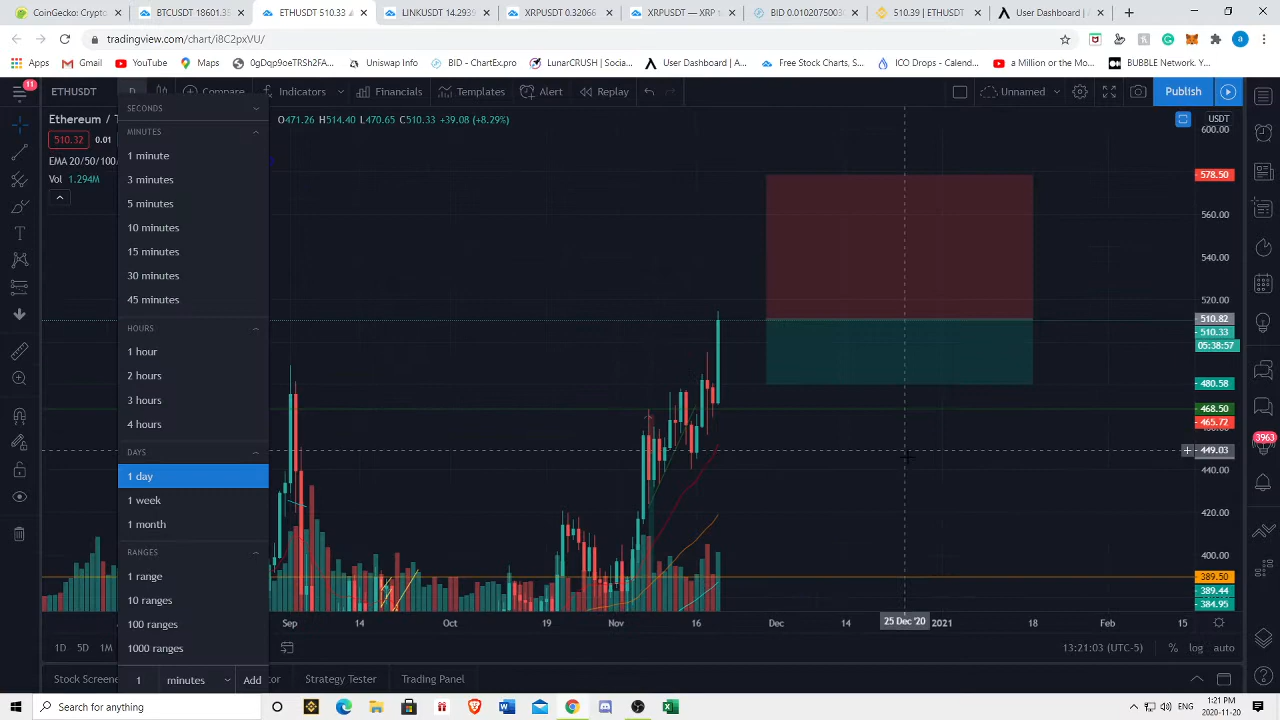 CoinGecko:
BTCUSDT 18601.35
ETHUSDT 510.33
LINKUSDT
XRPUSDT 0.32066
XRPUSDT — XRP
BID 0.01020750038
510.39 | ETHUSDT
User Dashboard | A
tradingview.com/chart/i8C2pxVU/
Apps
Gmail
YouTube
Maps
Uniswap Info
- ChartEx.pro
LunarCRUSH | Social...
User Dashboard | A...
Free Stock Charts, S...
ICO Drops - Calend...
a Million on the Mo...
BUBBLE Network. Y...
11
ETHUSDT
D
Compare
Indicators
Financials
Templates
Alert
Replay
Unnamed
Publish
Ethereum / T
O471.26 H514.40 L470.65 C510.33 +39.08 (+8.29%)
510.32
0.01
EMA 20/50/100/
Vol 1.294M
SECONDS
MINUTES
1 minute
3 minutes
5 minutes
10 minutes
15 minutes
30 minutes
45 minutes
HOURS
1 hour
2 hours
3 hours
4 hours
DAYS
1 day
1 week
1 month
RANGES
1 range
10 ranges
100 ranges
1000 ranges
1
minutes
Add
USDT
600.00
578.50
560.00
540.00
520.00
510.82
510.33
05:38:57
480.58
468.50
465.72
449.03
440.00
420.00
400.00
389.50
389.44
384.95
3963
Sep
14
Oct
19
Nov
16
Dec
14
25 Dec '20
2021
18
Feb
15
1D
5D
1M
13:21:03 (UTC-5)
%
log
auto
Stock Screene
tor
Strategy Tester
Trading Panel
Search for anything
ENG
1:21 PM
2020-11-20